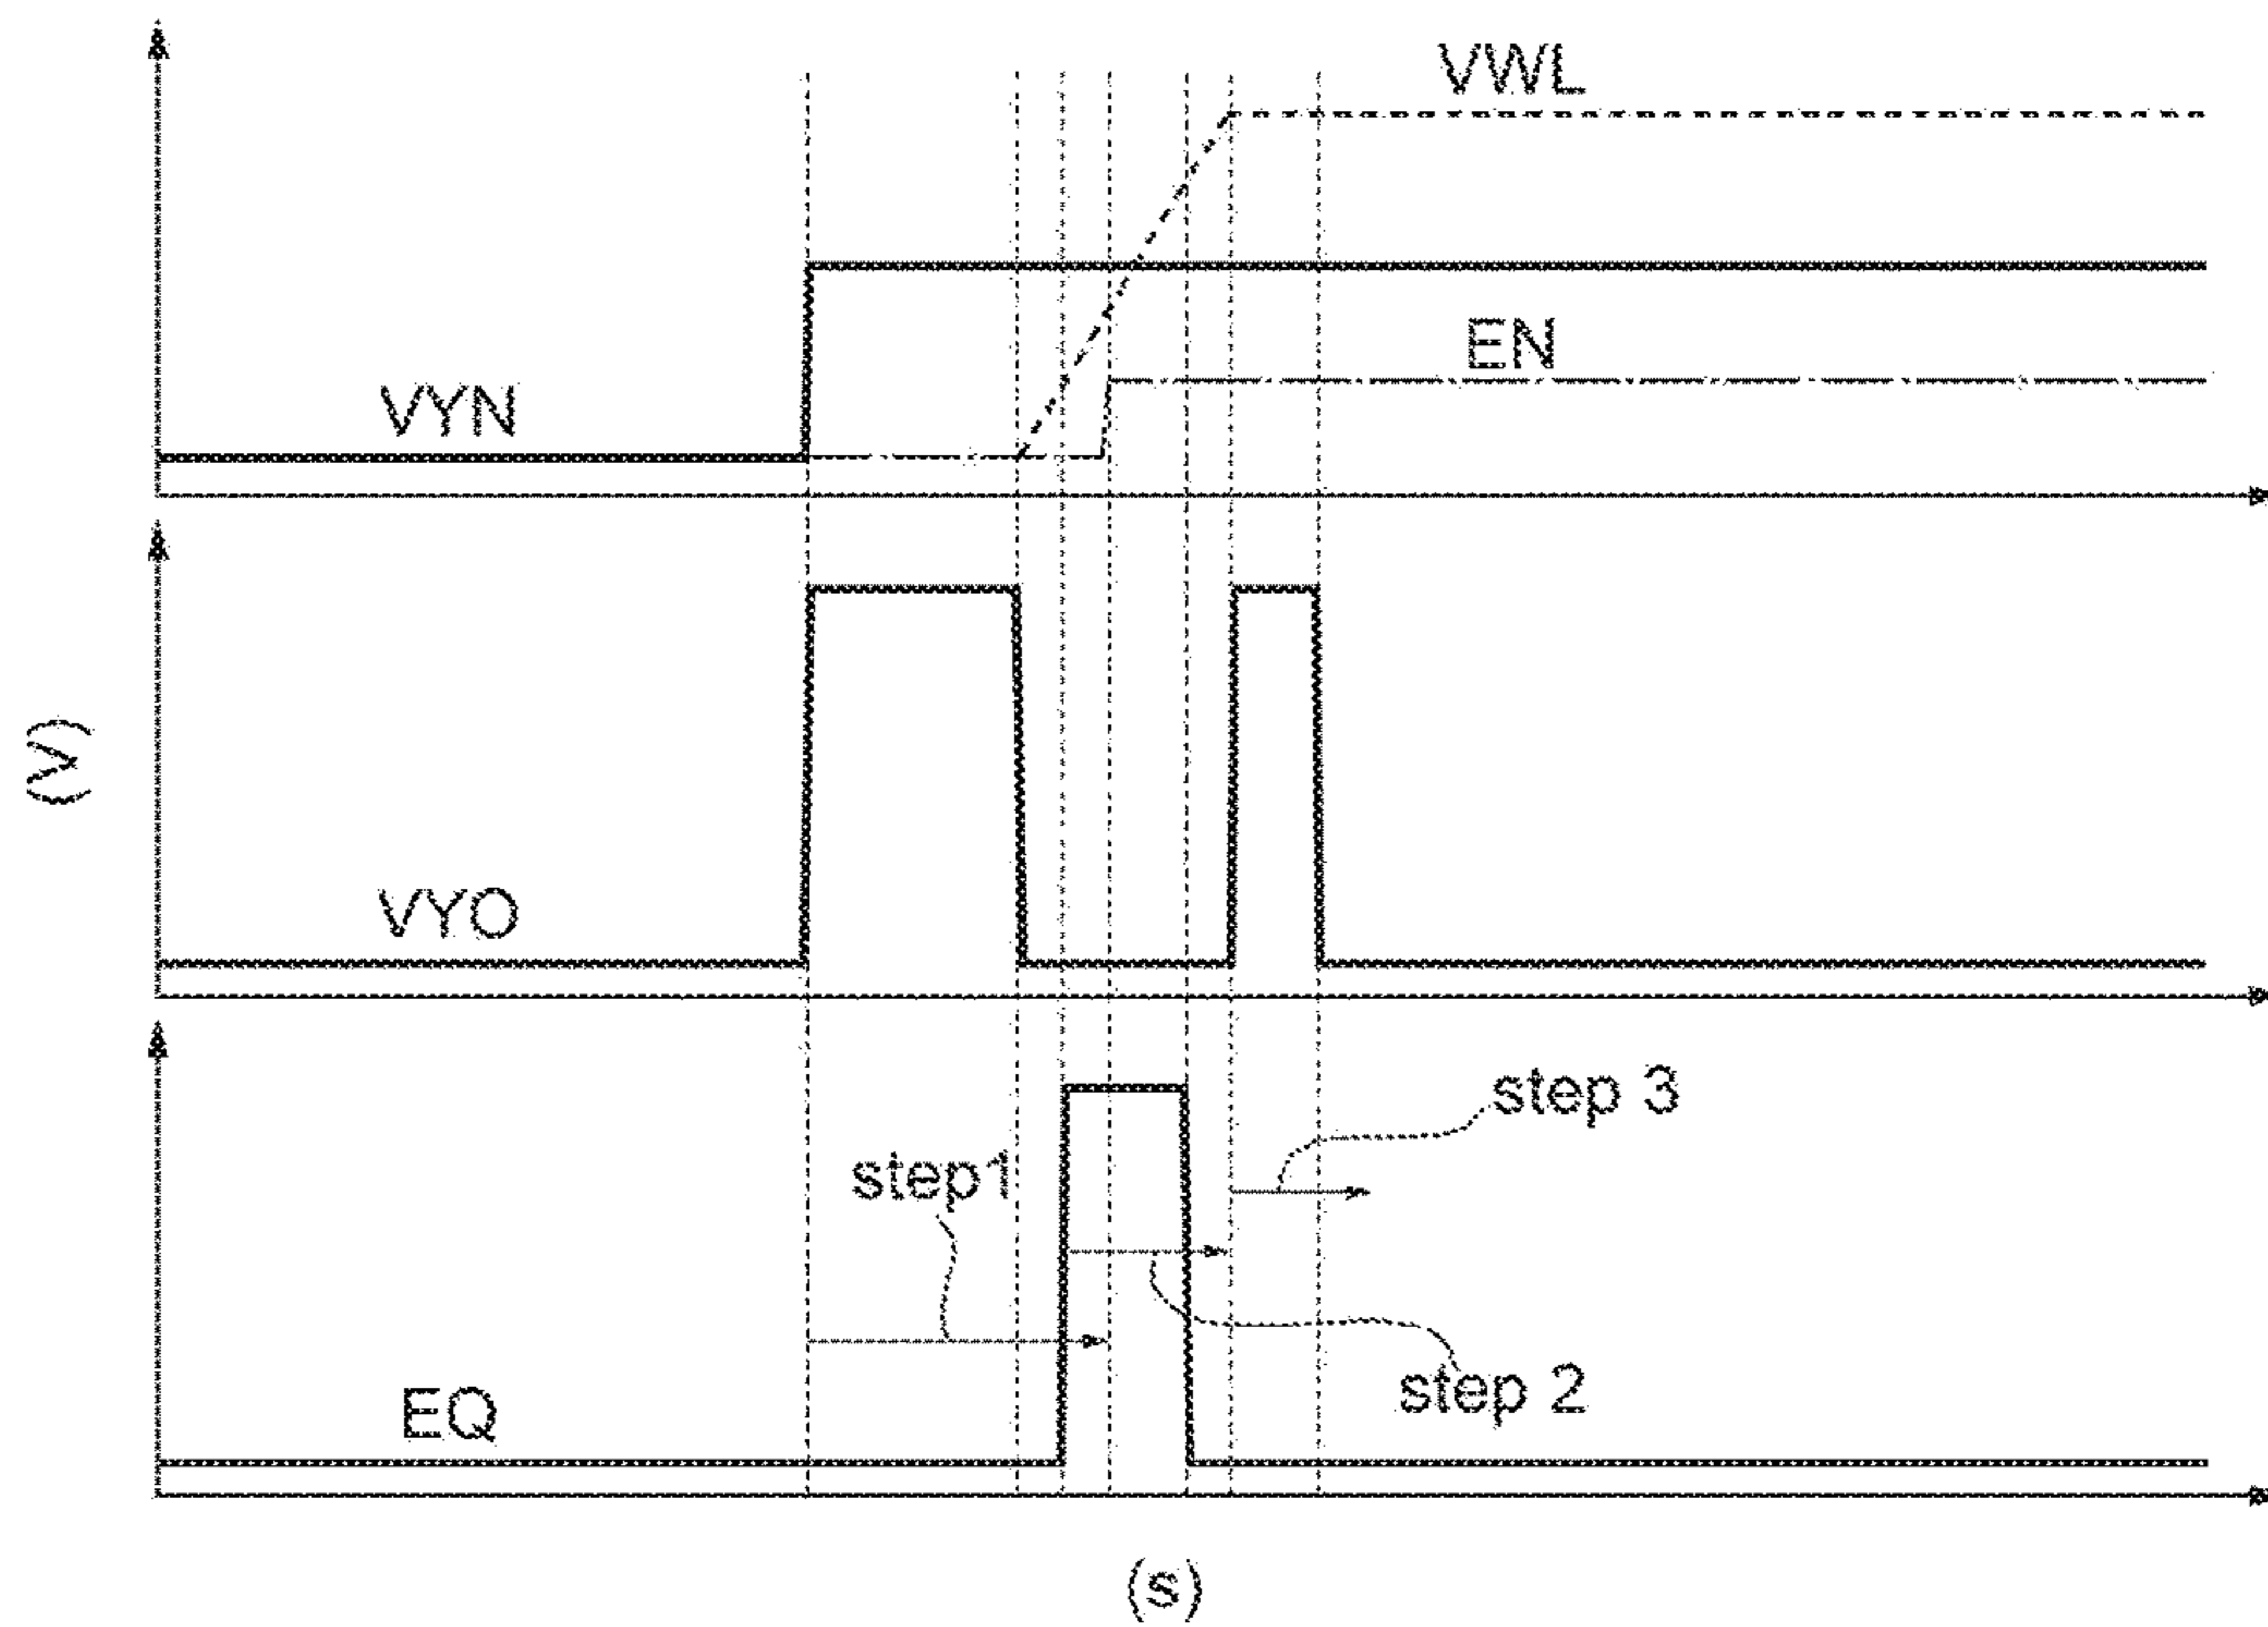 VWL
EN
VYN
(V)
VYO
step 3
step1
step 2
EQ
(s)